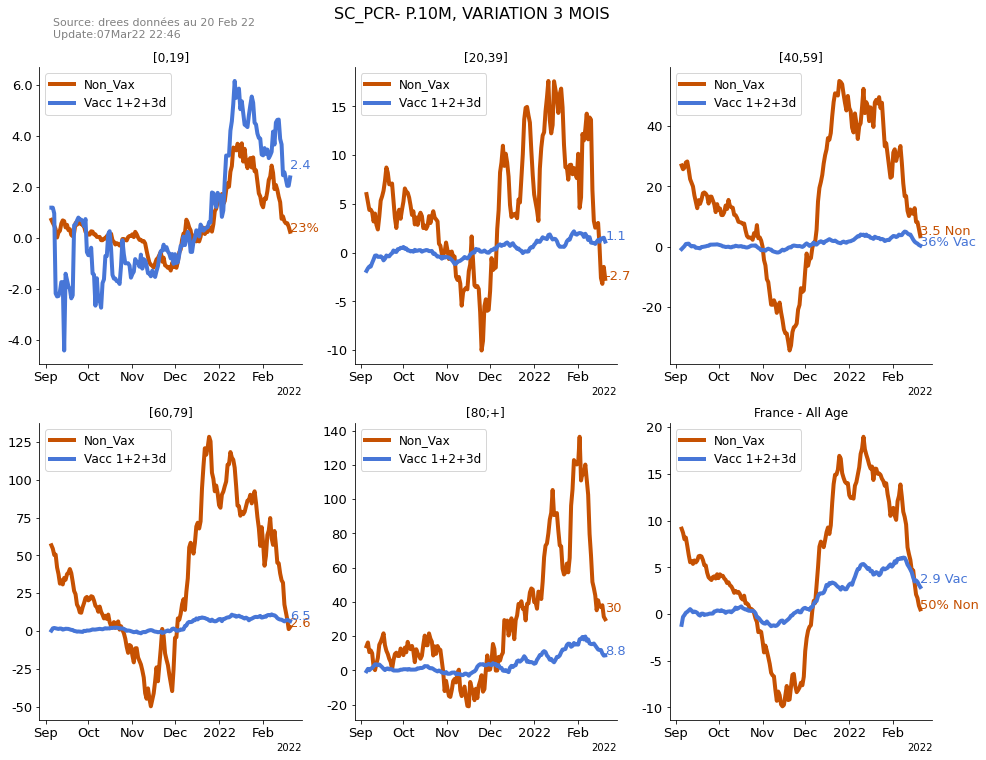 SC_PCR- P.10M, VARIATION 3 MOIS
Source: drees données au 20 Feb 22
Update:07Mar22 22:46
[0,19]
Non_Vax
Vacc 1+2+3d
6.0
4.0
2.0
0.0
-2.0
-4.0
2.4
23%
Sep Oct Nov Dec 2022 Feb
2022
[20,39]
Non_Vax
Vacc 1+2+3d
15
10
5
0
-5
-10
1.1
-2.7
Sep Oct Nov Dec 2022 Feb
2022
[40,59]
Non_Vax
Vacc 1+2+3d
40
20
0
-20
3.5 Non
36% Vac
Sep Oct Nov Dec 2022 Feb
2022
[60,79]
Non_Vax
Vacc 1+2+3d
125
100
75
50
25
0
-25
-50
6.5
2.6
Sep Oct Nov Dec 2022 Feb
2022
[80;+]
Non_Vax
Vacc 1+2+3d
140
120
100
80
60
40
20
0
-20
30
8.8
Sep Oct Nov Dec 2022 Feb
2022
France - All Age
Non_Vax
Vacc 1+2+3d
20
15
10
5
0
-5
-10
2.9 Vac
50% Non
Sep Oct Nov Dec 2022 Feb
2022